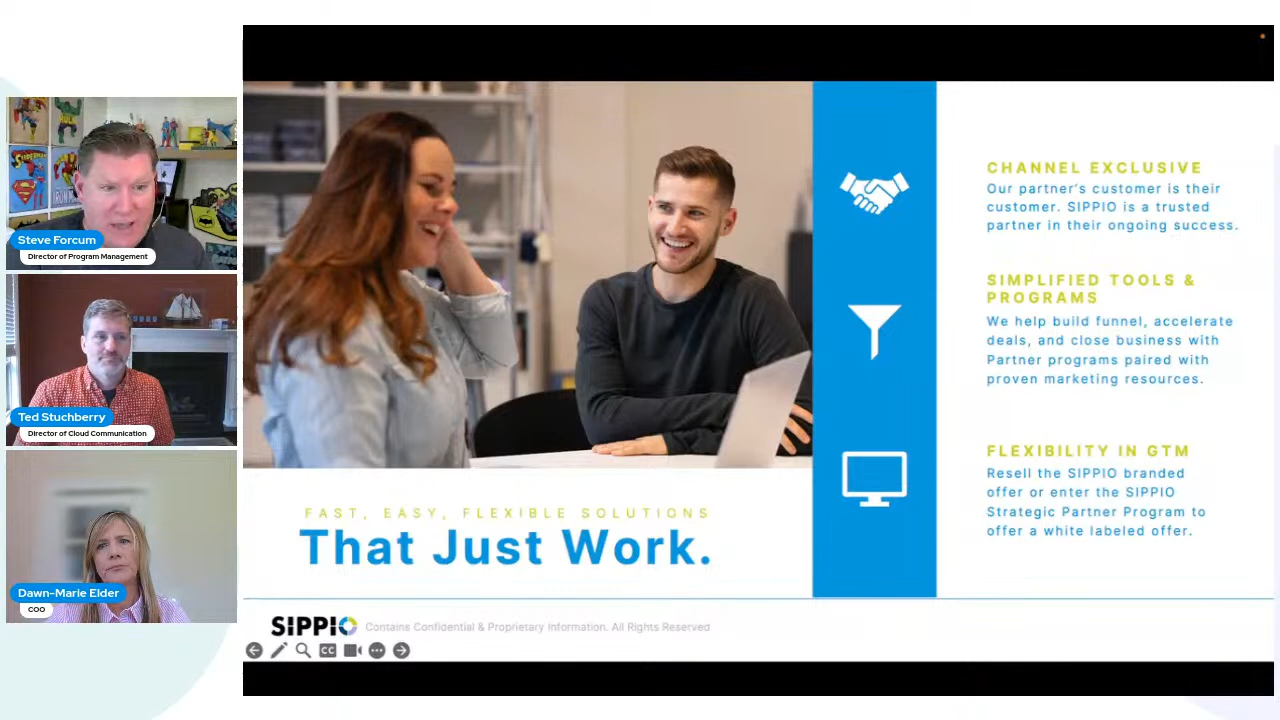 Steve Forcum
Director of Program Management
Ted Stuchberry
Director of Cloud Communication
Dawn-Marie Elder
COO
SUPERMAN
IRON MAN
FAST, EASY, FLEXIBLE SOLUTIONS
That Just Work.
CHANNEL EXCLUSIVE
Our partner's customer is their
customer. SIPPIO is a trusted
partner in their ongoing success.
SIMPLIFIED TOOLS &
PROGRAMS
We help build funnel, accelerate
deals, and close business with
Partner programs paired with
proven marketing resources.
FLEXIBILITY IN GTM
Resell the SIPPIO branded
offer or enter the SIPPIO
Strategic Partner Program to
offer a white labeled offer.
SIPPIO Contains Confidential & Proprietary Information. All Rights Reserved
CC